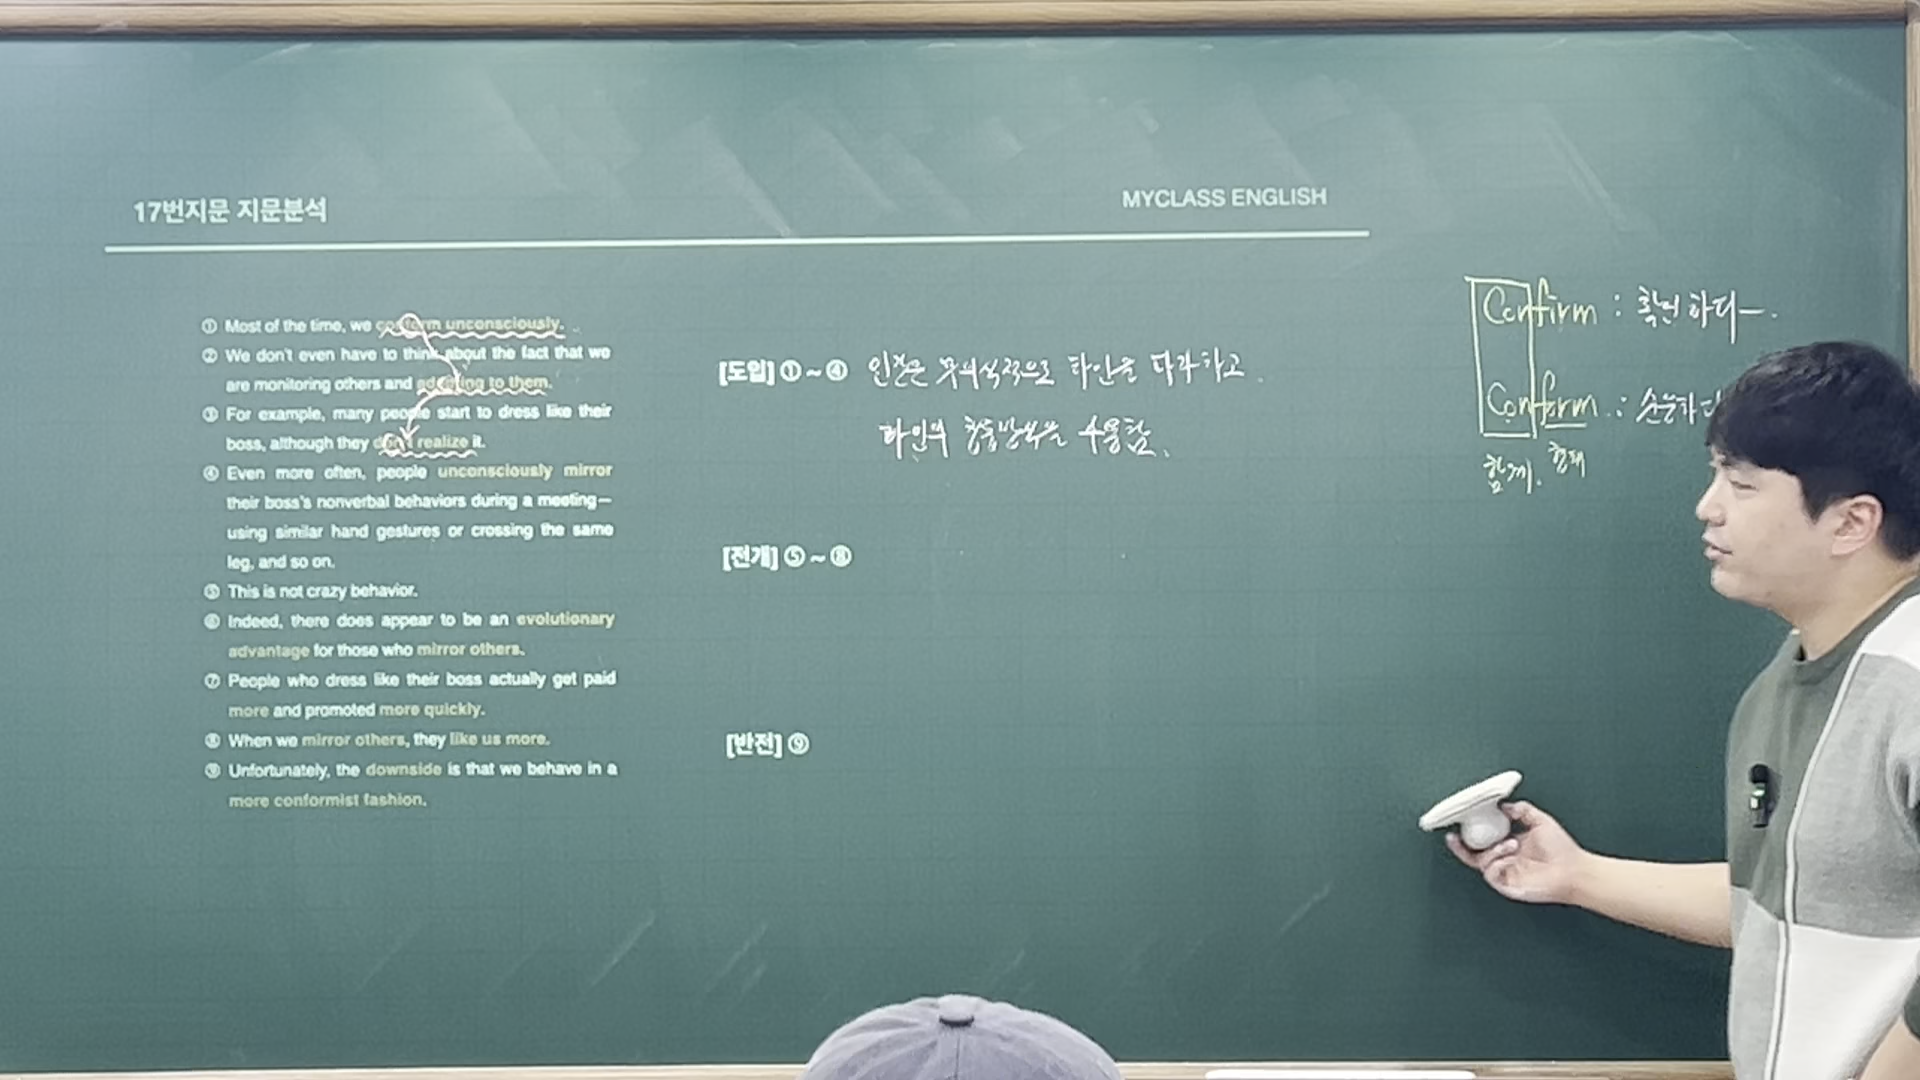 17번지문 지문분석
MYCLASS ENGLISH
① Most of the time, we conform unconsciously.
② We don't even have to think about the fact that we
are monitoring others and adapting to them.
③ For example, many people start to dress like their
boss, although they don't realize it.
④ Even more often, people unconsciously mirror
their boss's nonverbal behaviors during a meeting—
using similar hand gestures or crossing the same
leg, and so on.
⑤ This is not crazy behavior.
⑥ Indeed, there does appear to be an evolutionary
advantage for those who mirror others.
⑦ People who dress like their boss actually get paid
more and promoted more quickly.
⑧ When we mirror others, they like us more.
⑨ Unfortunately, the downside is that we behave in a
more conformist fashion.
[도입] ①~④ 인간은 무의식적으로 타인을 따라하고
타인의 행동방식을 수용함.
[전개] ⑤~⑧
[반전] ⑨
Confirm : 확인하다
Conform : 순응하다
함께. 형태